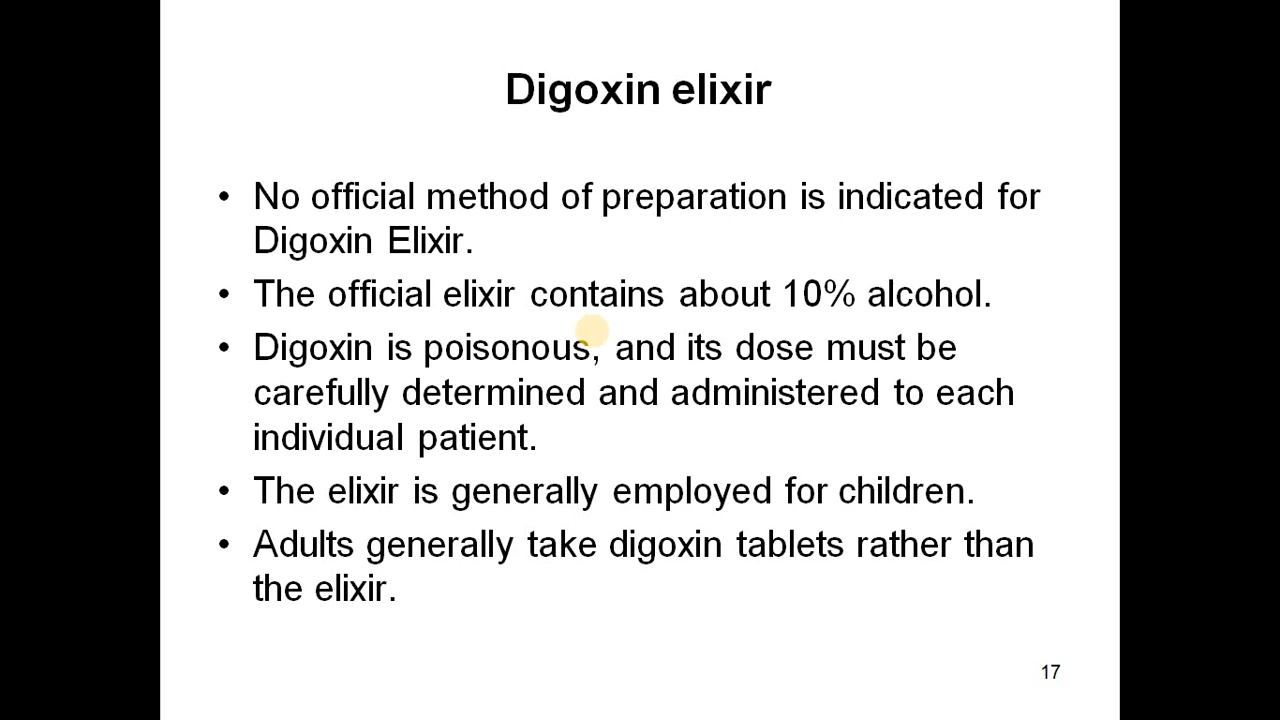 Digoxin elixir
• No official method of preparation is indicated for
Digoxin Elixir.
• The official elixir contains about 10% alcohol.
• Digoxin is poisonous, and its dose must be
carefully determined and administered to each
individual patient.
• The elixir is generally employed for children.
• Adults generally take digoxin tablets rather than
the elixir.
17